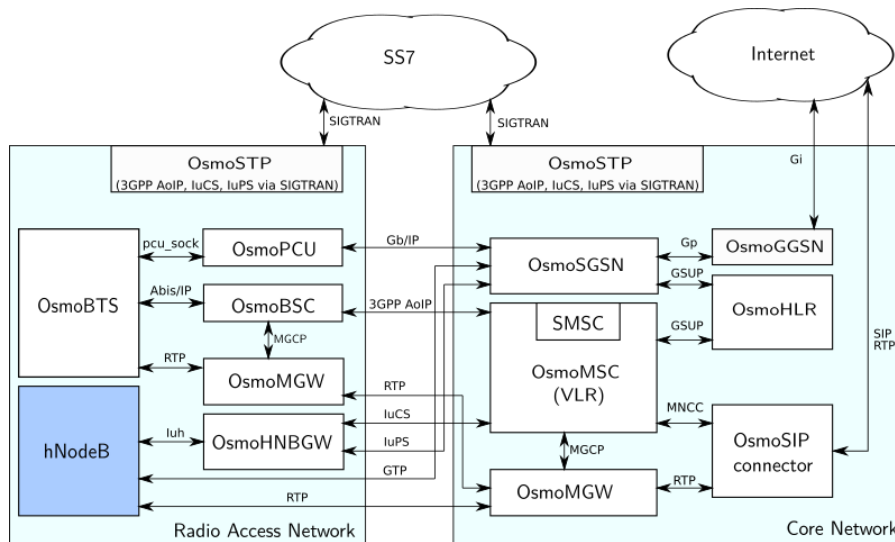 SS7
Internet
SIGTRAN
SIGTRAN
OsmoSTP
(3GPP AoIP, IuCS, IuPS via SIGTRAN)
OsmoSTP
(3GPP AoIP, IuCS, IuPS via SIGTRAN)
Gi
pcu_sock
OsmoPCU
Gb/IP
OsmoSGSN
Gp
OsmoGGSN
GSUP
OsmoBTS
Abis/IP
OsmoBSC
3GPP AoIP
SMSC
OsmoHLR
GSUP
MGCP
SIP
RTP
RTP
OsmoMGW
OsmoMSC
(VLR)
RTP
IuCS
MNCC
hNodeB
Iuh
OsmoHNBGW
IuPS
MGCP
OsmoSIP
connector
GTP
RTP
OsmoMGW
RTP
Radio Access Network
Core Network